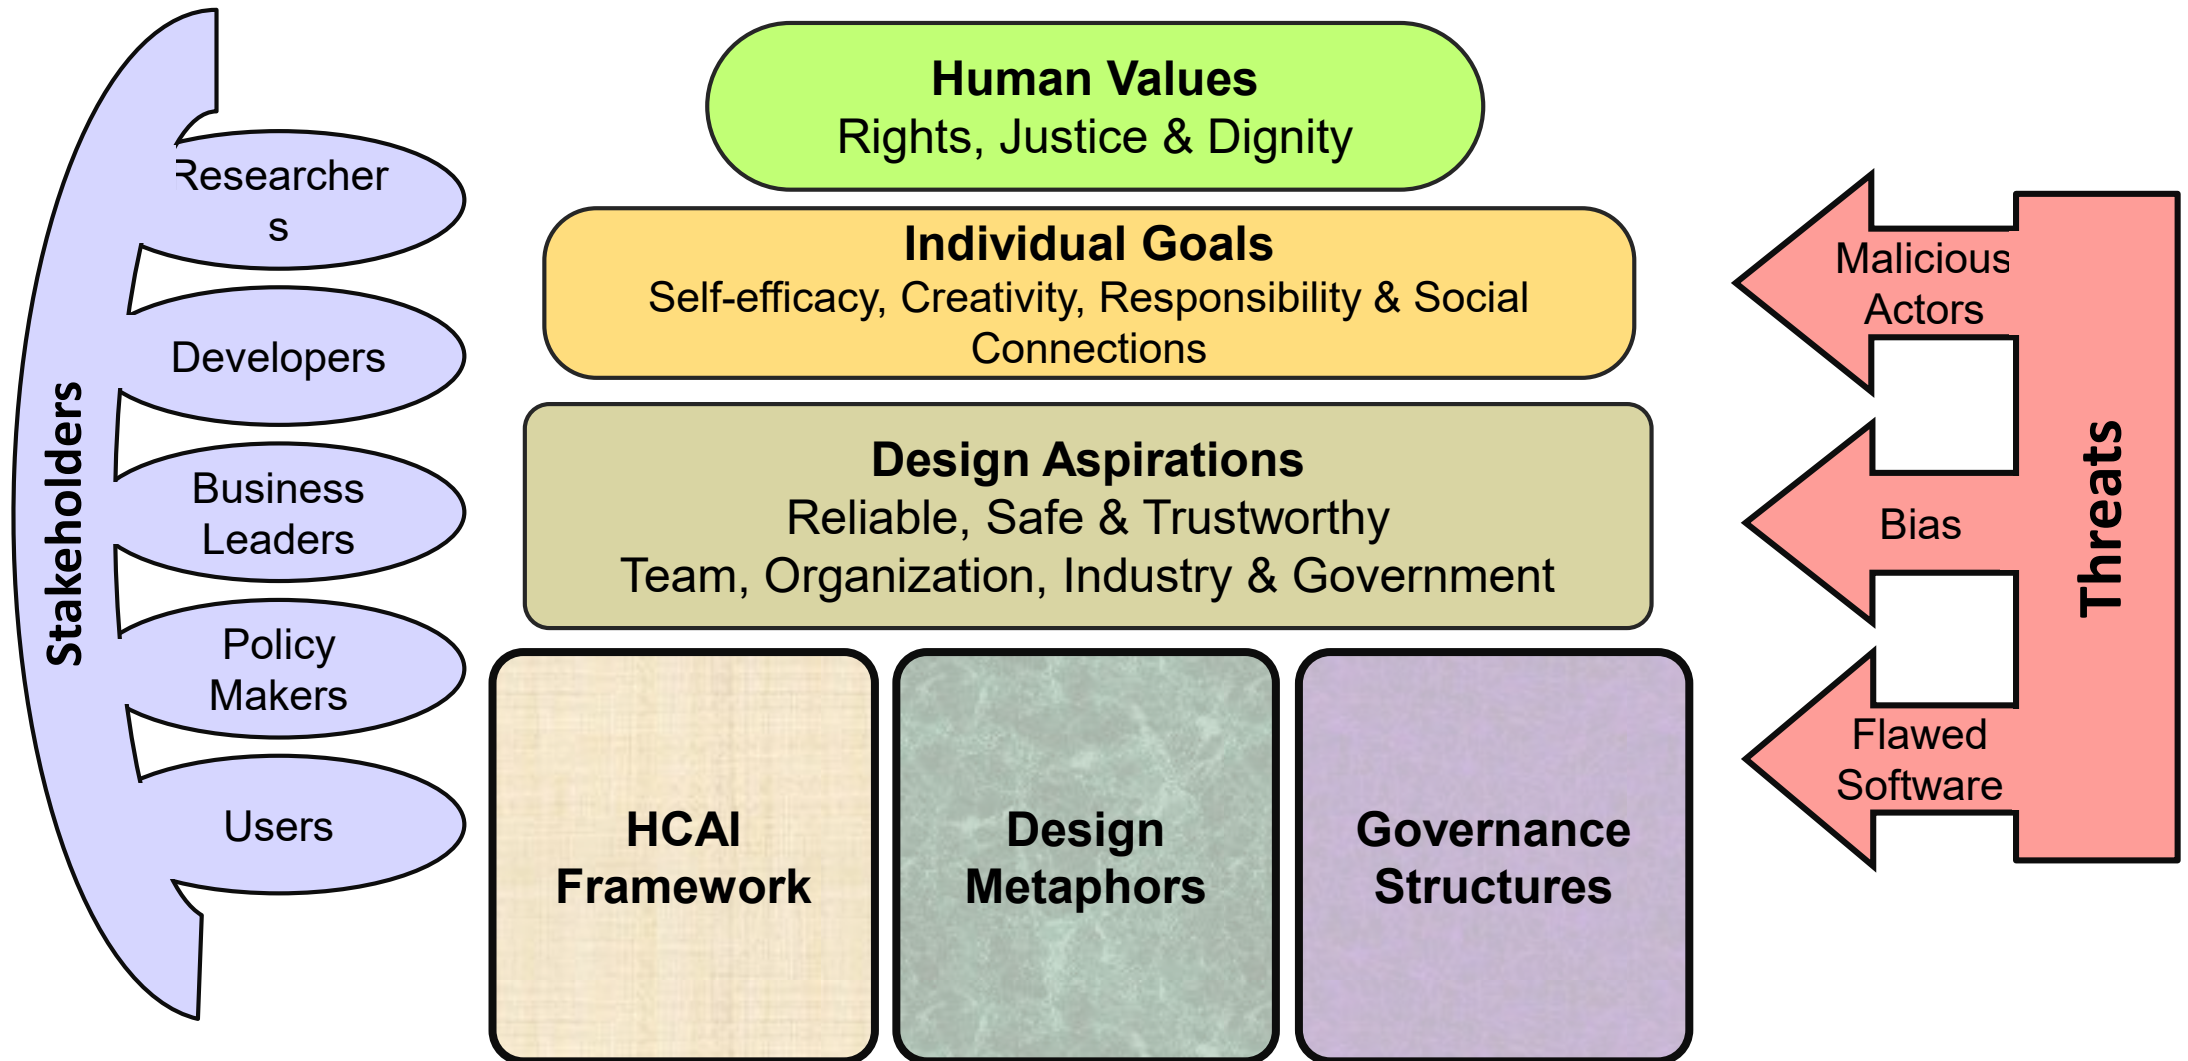 Stakeholders
Researcher
s
Developers
Business
Leaders
Policy
Makers
Users
Human Values
Rights, Justice & Dignity
Individual Goals
Self-efficacy, Creativity, Responsibility & Social
Connections
Design Aspirations
Reliable, Safe & Trustworthy
Team, Organization, Industry & Government
HCAI
Framework
Design
Metaphors
Governance
Structures
Malicious
Actors
Bias
Flawed
Software
Threats